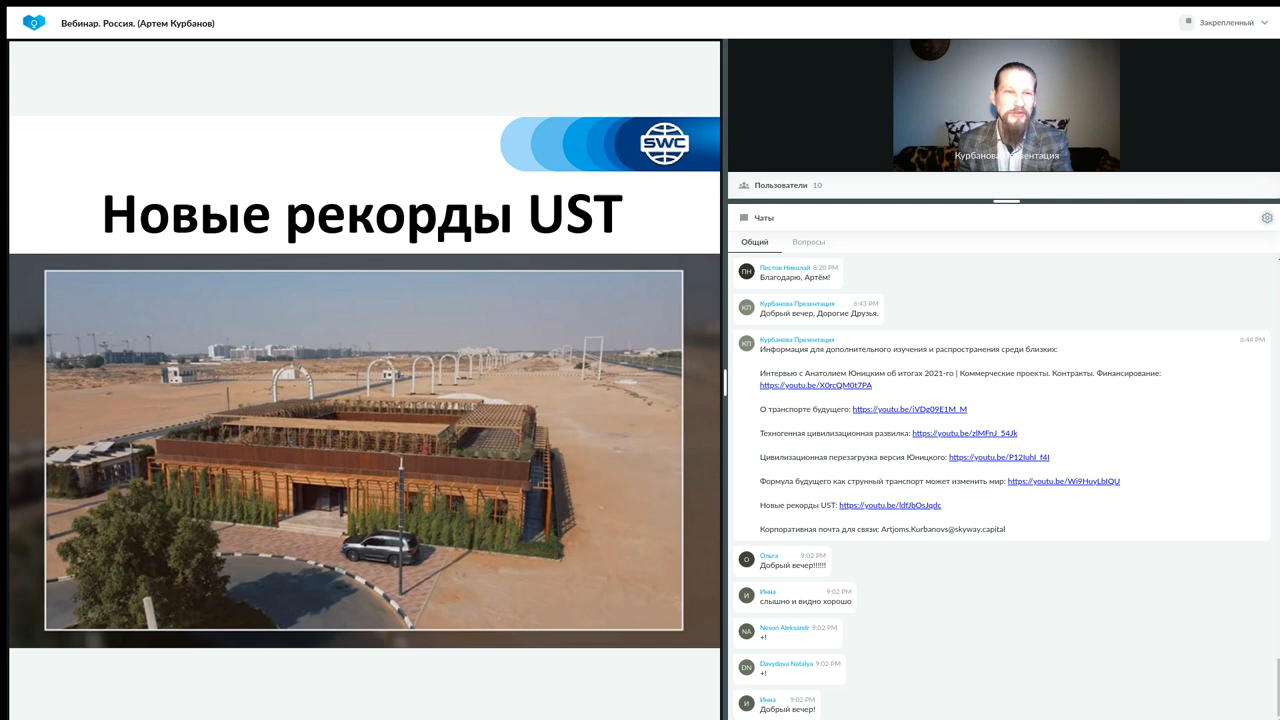 Вебинар. Россия. (Артем Курбанов)
Закрепленный
SWC
Новые рекорды UST
Курбанова Презентация
Пользователи 10
Чаты
Общий
Вопросы
ПН
Пестов Николай 8:20 PM
Благодарю, Артём!
КП
Курбанова Презентация 6:43 PM
Добрый вечер, Дорогие Друзья.
КП
Курбанова Презентация 6:44 PM
Информация для дополнительного изучения и распространения среди близких:
Интервью с Анатолием Юницким об итогах 2021-го | Коммерческие проекты. Контракты. Финансирование:
https://youtu.be/X0rcQM0t7PA
О транспорте будущего: https://youtu.be/iVDg09E1M_M
Техногенная цивилизационная развилка: https://youtu.be/zlMFnJ_54Jk
Цивилизационная перезагрузка версия Юницкого: https://youtu.be/P12IuhI_f4I
Формула будущего как струнный транспорт может изменить мир: https://youtu.be/Wi9HuyLbIQU
Новые рекорды UST: https://youtu.be/ldfJbOsJqdc
Корпоративная почта для связи: Artjoms.Kurbanovs@skyway.capital
О
Ольга 9:02 PM
Добрый вечер!!!!!!
И
Инна 9:02 PM
слышно и видно хорошо
NA
Neson Aleksandr 9:02 PM
+!
DN
Davydova Natalya 9:02 PM
+!
И
Инна 9:02 PM
Добрый вечер!